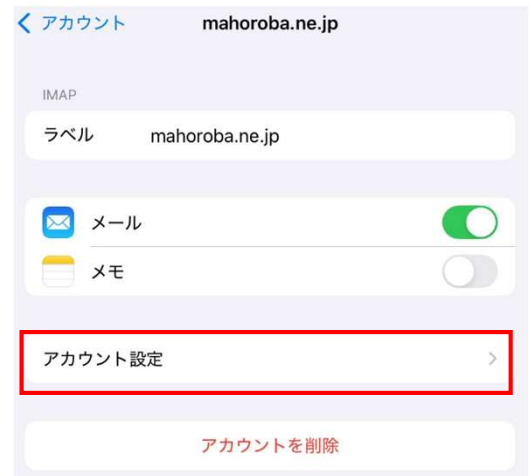 アカウント mahoroba.ne.jp
IMAP
ラベル mahoroba.ne.jp
メール
メモ
アカウント設定
アカウントを削除